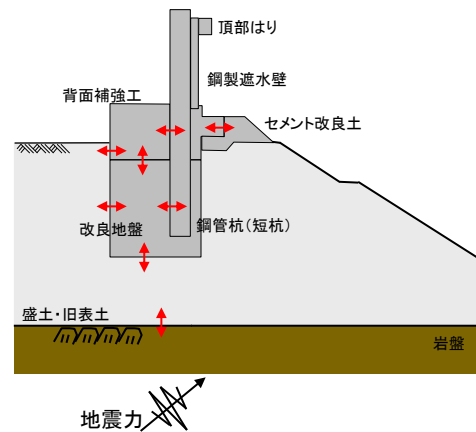 頂部はり
鋼製遮水壁
背面補強工
セメント改良土
改良地盤
鋼管杭(短杭)
盛土・旧表土
岩盤
地震力